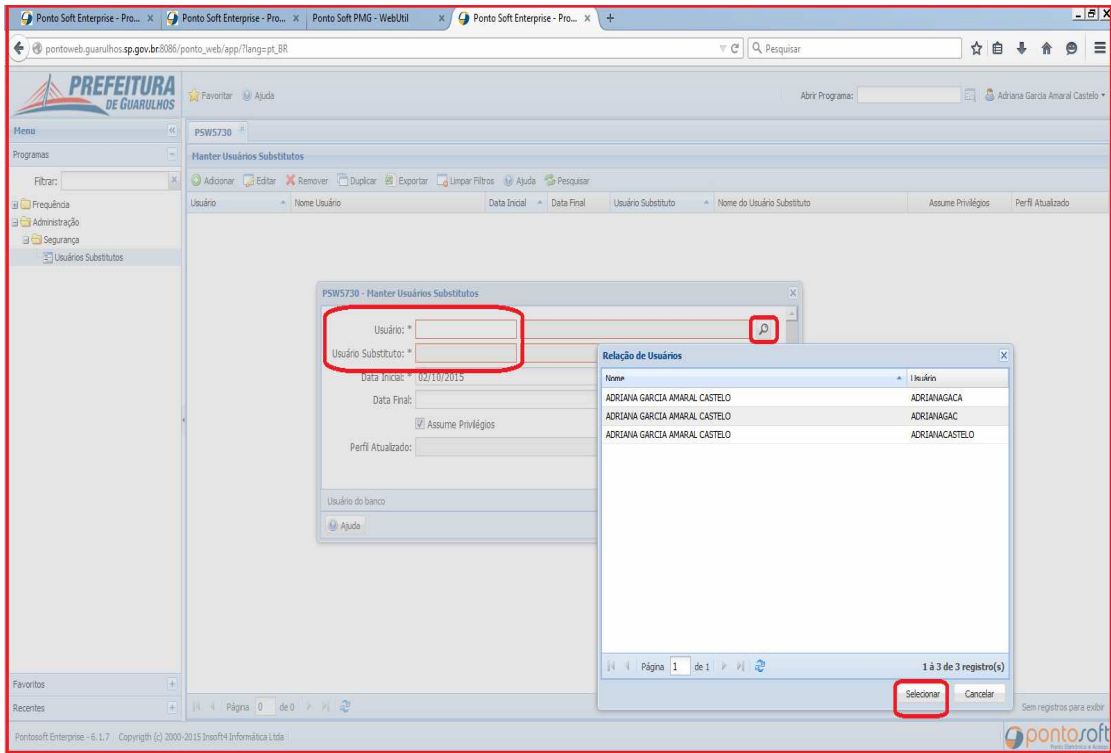 Ponto Soft Enterprise - Pro... × Ponto Soft Enterprise - Pro... × Ponto Soft PMG - WebUtil × Ponto Soft Enterprise - Pro... × +
pontoweb.guarulhos.sp.gov.br:8086/ponto_web/app/?lang=pt_BR Pesquisar
PREFEITURA
DE GUARULHOS
Favoritar Ajuda Abrir Programa: Adriana Garcia Amaral Castelo
Menu PSW5730
Programas Manter Usuários Substitutos
Filtrar: Adicionar Editar Remover Duplicar Exportar Limpar Filtros Ajuda Pesquisar
Frequência Usuário Nome Usuário Data Inicial Data Final Usuário Substituto Nome do Usuário Substituto Assume Privilégios Perfil Atualizado
Administração
Segurança
Usuários Substitutos
PSW5730 - Manter Usuários Substitutos
Usuário: *
Usuário Substituto: *
Data Inicial: * 02/10/2015
Data Final:
Assume Privilégios
Perfil Atualizado:
Usuário do banco
Ajuda
Relação de Usuários
Nome Usuário
ADRIANA GARCIA AMARAL CASTELO ADRIANAGACA
ADRIANA GARCIA AMARAL CASTELO ADRIANAGAC
ADRIANA GARCIA AMARAL CASTELO ADRIANACASTELO
Página 1 de 1 1 à 3 de 3 registro(s)
Selecionar Cancelar
Favoritos
Recentes Página 0 de 0 Sem registros para exibir
Pontosoft Enterprise - 6.1.7 Copyrigth (c) 2000-2015 Insoft4 Informática Ltda
pontosoft
Ponto Eletrônico e Acesso